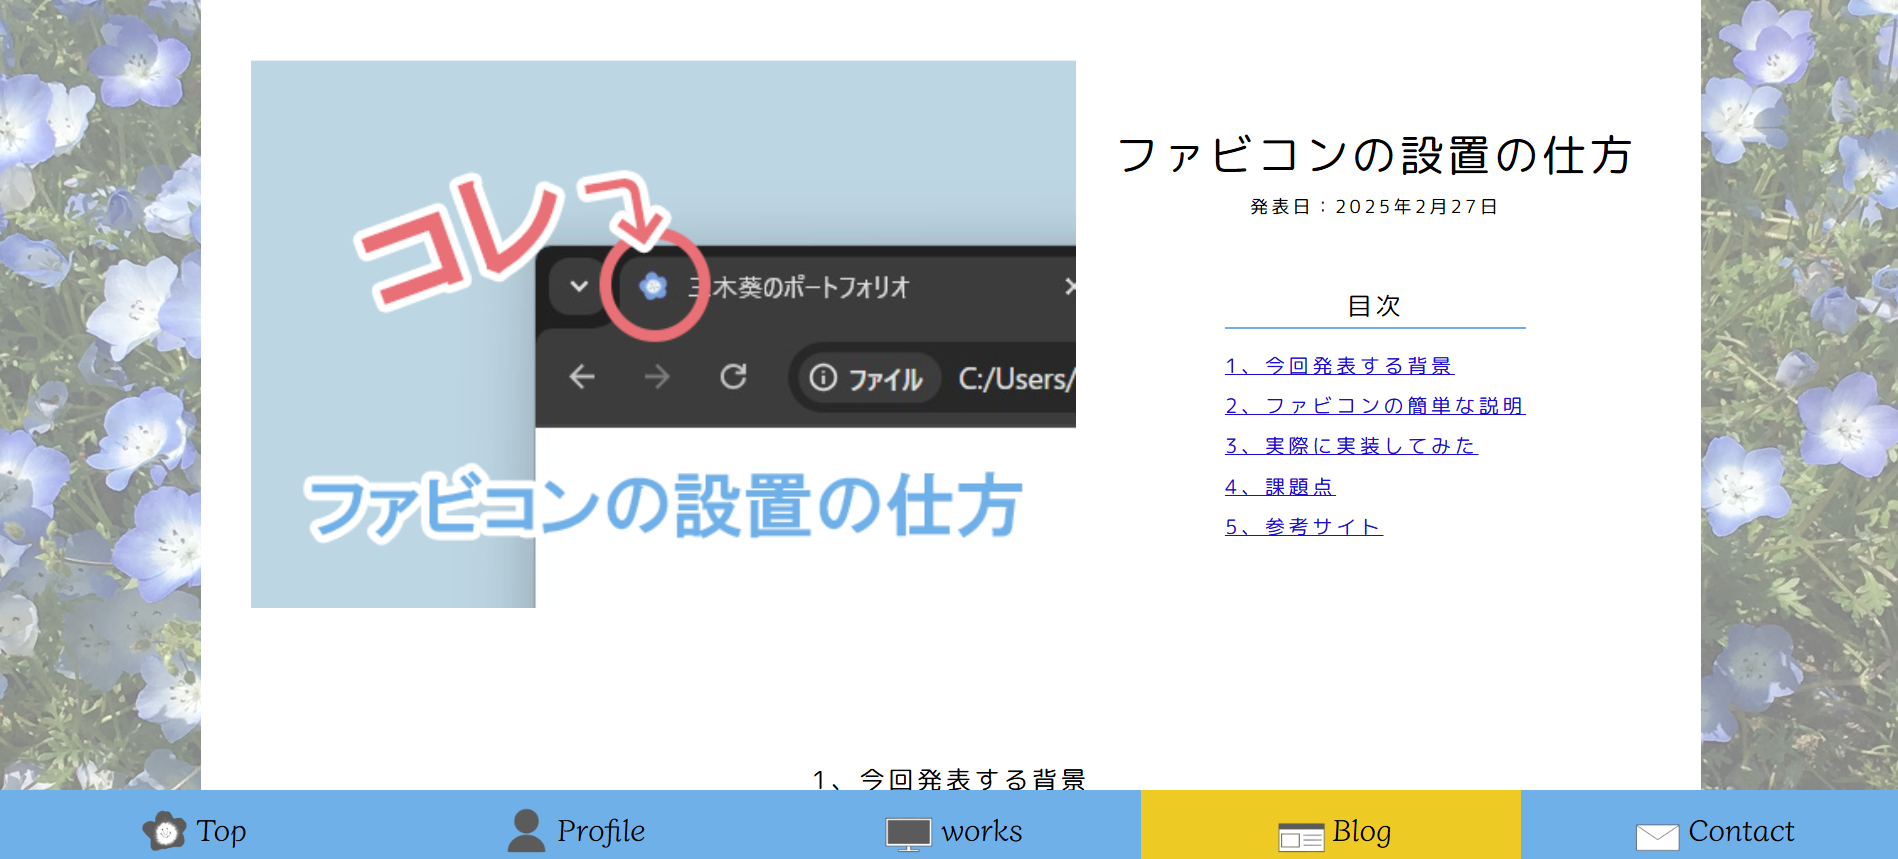 コレ
三木葵のポートフォリオ
ファイル C:/Users/
ファビコンの設置の仕方
ファビコンの設置の仕方
発表日：2025年2月27日
目次
1、今回発表する背景
2、ファビコンの簡単な説明
3、実際に実装してみた
4、課題点
5、参考サイト
1、今回発表する背景
Top Profile works Blog Contact